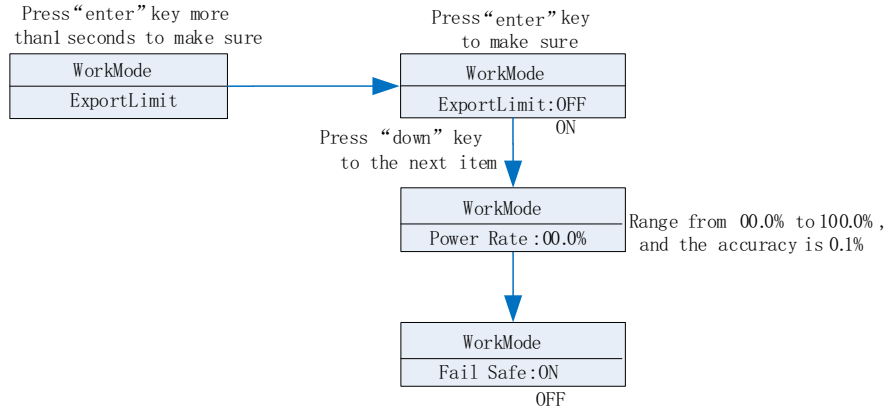 Press“enter”key more
than1 seconds to make sure
WorkMode
ExportLimit
Press“enter”key
to make sure
WorkMode
ExportLimit:OFF
ON
Press “down” key
to the next item
WorkMode
Power Rate:00.0%
Range from 00.0% to 100.0%,
and the accuracy is 0.1%
WorkMode
Fail Safe:ON
OFF